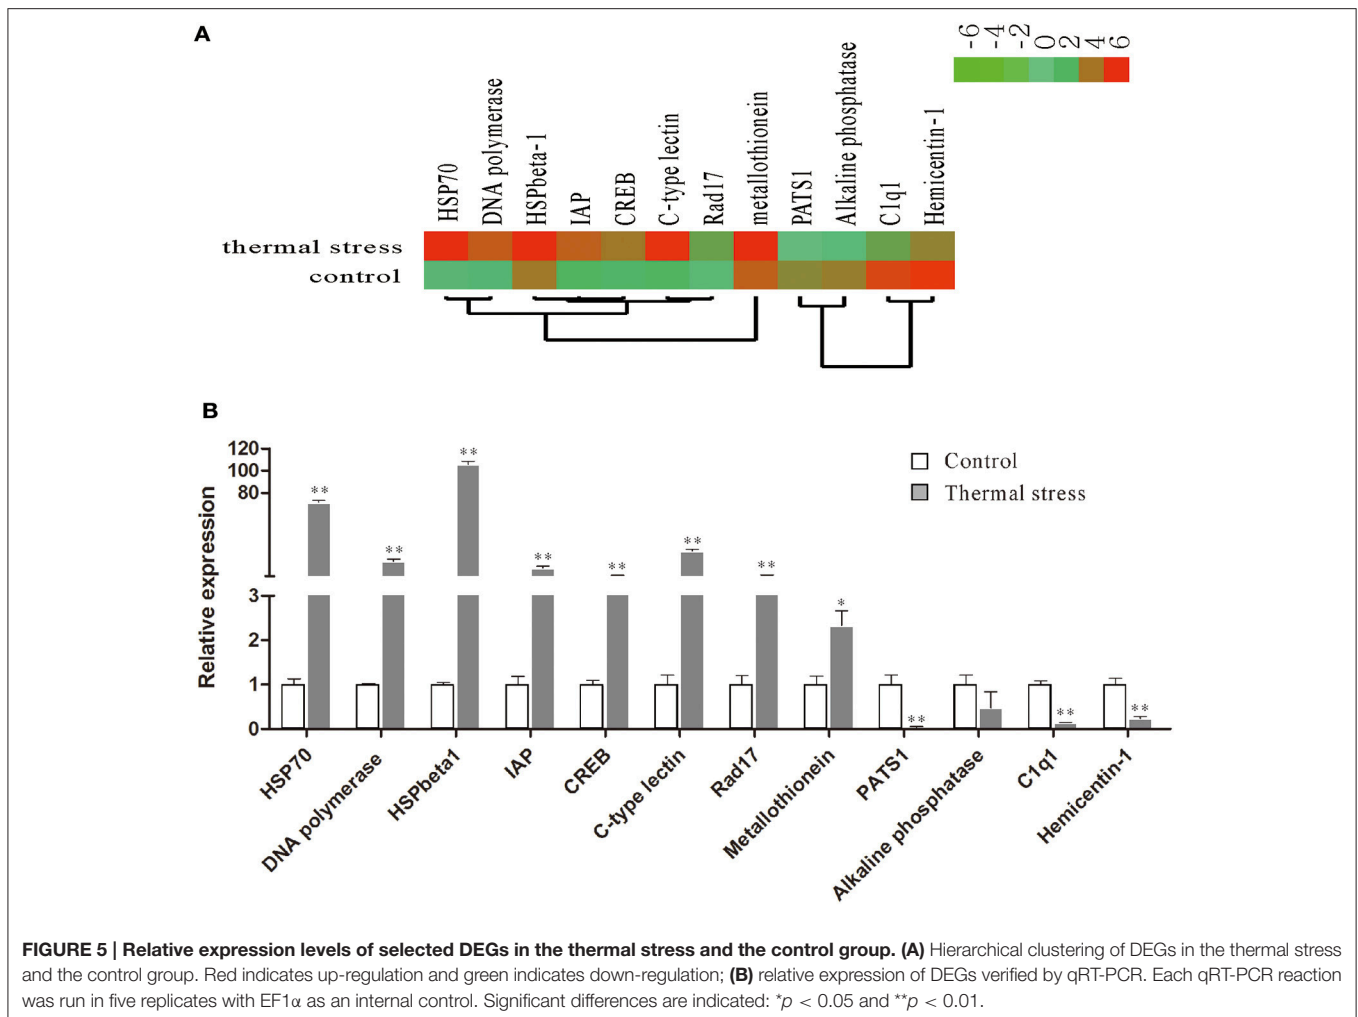 A
-6 -4 -2 0 2 4 6
HSP70 DNA polymerase HSPbeta-1 IAP CREB C-type lectin Rad17 metallothionein PATS1 Alkaline phosphatase C1q1 Hemicentin-1
thermal stress
control
B
Relative expression
120
100
80
3
2
1
0
** ** ** ** ** ** ** * ** ** **
Control
Thermal stress
HSP70 DNA polymerase HSPbeta1 IAP CREB C-type lectin Rad17 Metallothionein PATS1 Alkaline phosphatase C1q1 Hemicentin-1
FIGURE 5 | Relative expression levels of selected DEGs in the thermal stress and the control group. (A) Hierarchical clustering of DEGs in the thermal stress
and the control group. Red indicates up-regulation and green indicates down-regulation; (B) relative expression of DEGs verified by qRT-PCR. Each qRT-PCR reaction
was run in five replicates with EF1α as an internal control. Significant differences are indicated: *p < 0.05 and **p < 0.01.